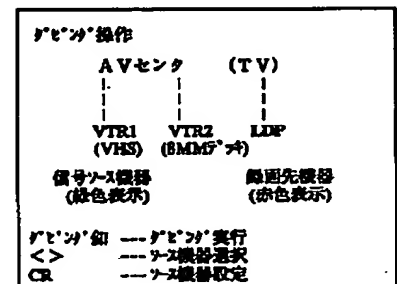 ﾀﾞﾋﾞﾝｸﾞ操作
AVセンタ (TV)
VTR1 VTR2 LDP
(VHS) (8MMﾃﾞｯｷ)
信号ｿｰｽ機器 録画先機器
(緑色表示) (赤色表示)
ﾀﾞﾋﾞﾝｸﾞ釦 --- ﾀﾞﾋﾞﾝｸﾞ実行
<> --- ｿｰｽ機器選択
CR --- ｿｰｽ機器設定